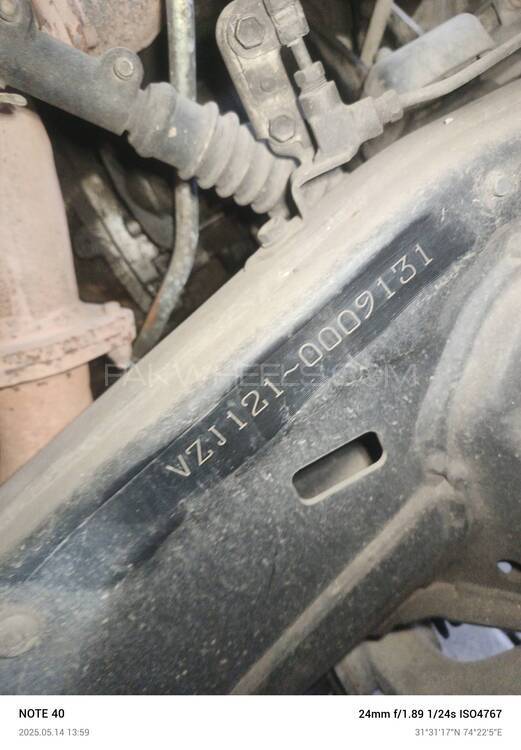 VZJ121-0009131
PAKWHEELS.COM
NOTE 40
24mm f/1.89 1/24s ISO4767
2025.05.14 13:59
31°31'17"N 74°22'5"E